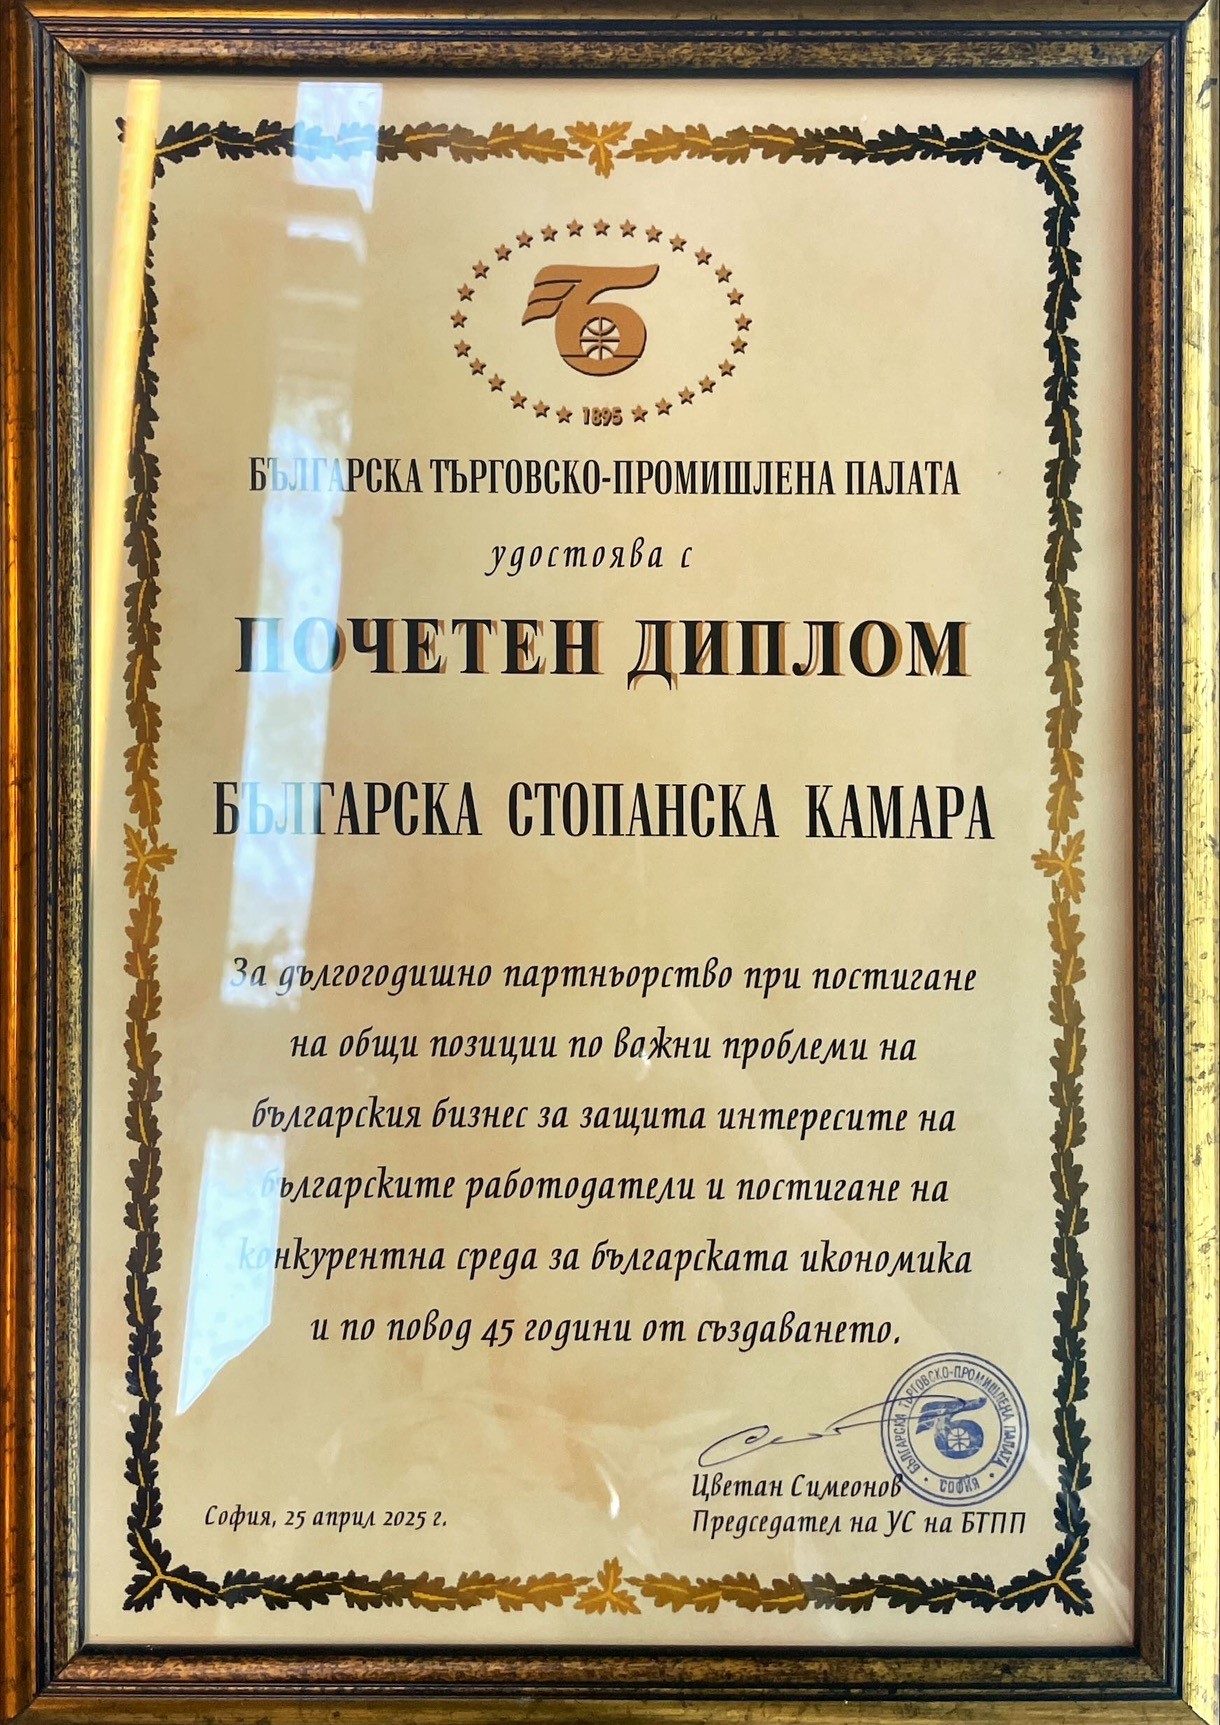 1895
БЪЛГАРСКА ТЪРГОВСКО-ПРОМИШЛЕНА ПАЛАТА
удостоява с
ПОЧЕТЕН ДИПЛОМ
БЪЛГАРСКА СТОПАНСКА КАМАРА
За дългогодишно партньорство при постигане
на общи позиции по важни проблеми на
българския бизнес за защита интересите на
българските работодатели и постигане на
конкурентна среда за българската икономика
и по повод 45 години от създаването.
БЪЛГАРСКИ ТЪРГОВСКО-ПРОМИШЛЕНА ПАЛАТА
СОФИЯ
Цветан Симеонов
София, 25 април 2025 г.
Председател на УС на БТПП